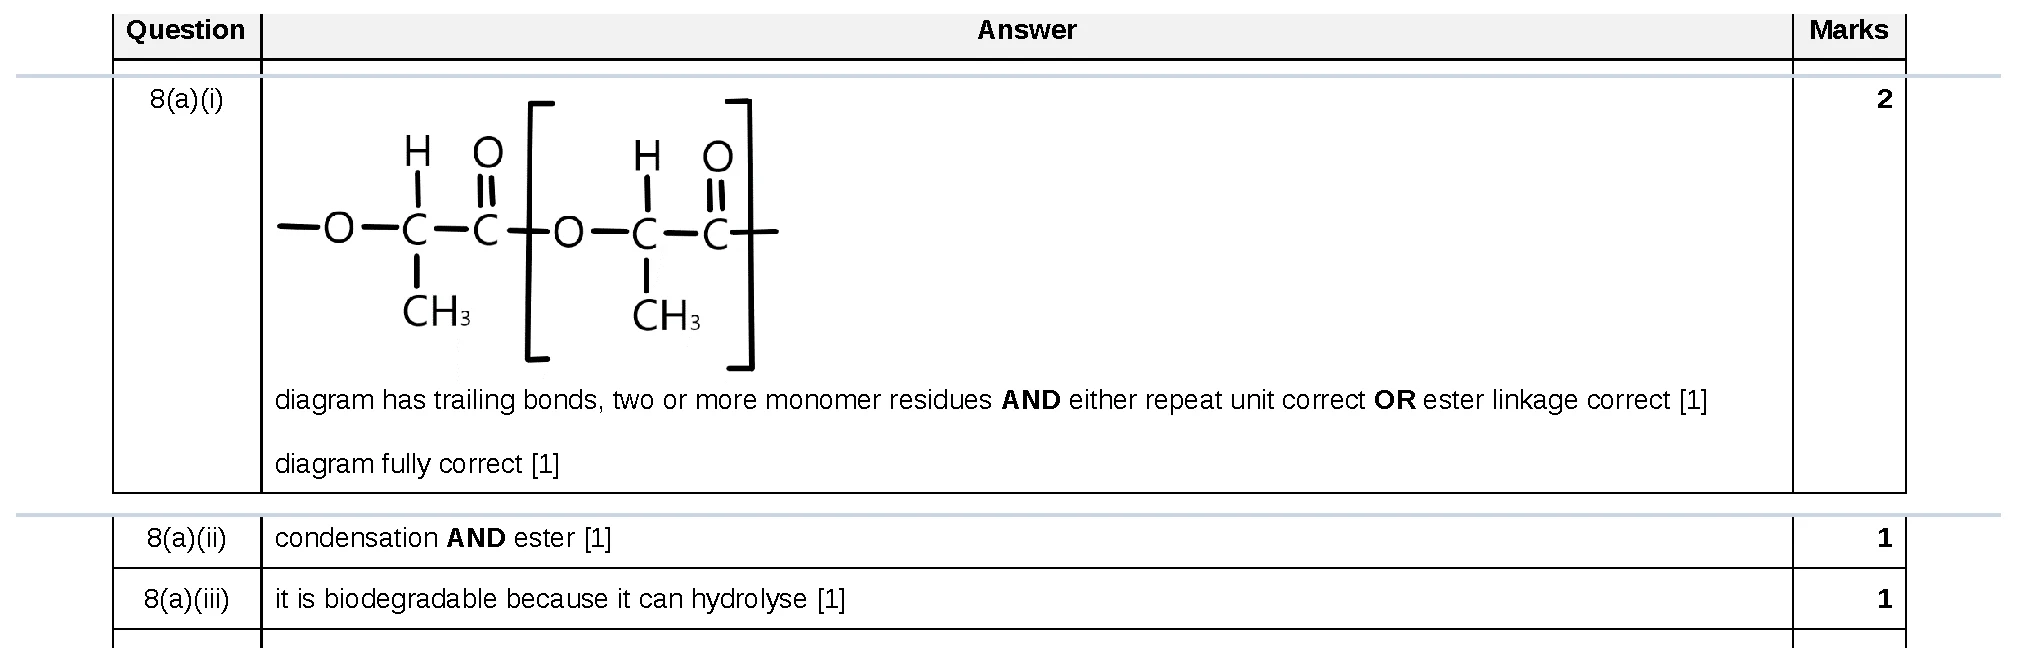 Question Answer Marks
8(a)(i) 2
H O H O
—O—C—C—O—C—C—
CH₃ CH₃
diagram has trailing bonds, two or more monomer residues AND either repeat unit correct OR ester linkage correct [1]
diagram fully correct [1]
8(a)(ii) condensation AND ester [1] 1
8(a)(iii) it is biodegradable because it can hydrolyse [1] 1